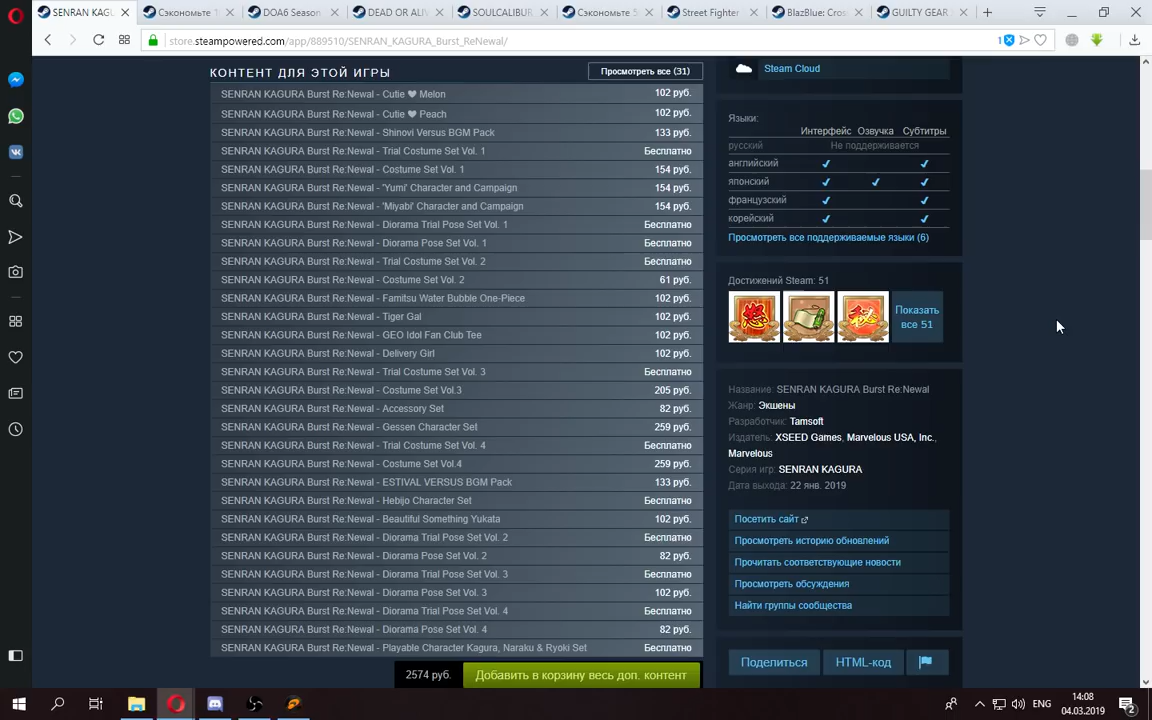 SENRAN KAGU
Сэкономьте 1
DOA6 Season
DEAD OR ALI
SOULCALIBUR
Сэкономьте 5
Street Fighter
BlazBlue: Cros
GUILTY GEAR
store.steampowered.com/app/889510/SENRAN_KAGURA_Burst_ReNewal/
1
КОНТЕНТ ДЛЯ ЭТОЙ ИГРЫ
Просмотреть все (31)
SENRAN KAGURA Burst Re:Newal - Cutie ❤ Melon 102 руб.
SENRAN KAGURA Burst Re:Newal - Cutie ❤ Peach 102 руб.
SENRAN KAGURA Burst Re:Newal - Shinovi Versus BGM Pack 133 руб.
SENRAN KAGURA Burst Re:Newal - Trial Costume Set Vol. 1 Бесплатно
SENRAN KAGURA Burst Re:Newal - Costume Set Vol. 1 154 руб.
SENRAN KAGURA Burst Re:Newal - 'Yumi' Character and Campaign 154 руб.
SENRAN KAGURA Burst Re:Newal - 'Miyabi' Character and Campaign 154 руб.
SENRAN KAGURA Burst Re:Newal - Diorama Trial Pose Set Vol. 1 Бесплатно
SENRAN KAGURA Burst Re:Newal - Diorama Pose Set Vol. 1 Бесплатно
SENRAN KAGURA Burst Re:Newal - Trial Costume Set Vol. 2 Бесплатно
SENRAN KAGURA Burst Re:Newal - Costume Set Vol. 2 61 руб.
SENRAN KAGURA Burst Re:Newal - Famitsu Water Bubble One-Piece 102 руб.
SENRAN KAGURA Burst Re:Newal - Tiger Gal 102 руб.
SENRAN KAGURA Burst Re:Newal - GEO Idol Fan Club Tee 102 руб.
SENRAN KAGURA Burst Re:Newal - Delivery Girl 102 руб.
SENRAN KAGURA Burst Re:Newal - Trial Costume Set Vol. 3 Бесплатно
SENRAN KAGURA Burst Re:Newal - Costume Set Vol.3 205 руб.
SENRAN KAGURA Burst Re:Newal - Accessory Set 82 руб.
SENRAN KAGURA Burst Re:Newal - Gessen Character Set 259 руб.
SENRAN KAGURA Burst Re:Newal - Trial Costume Set Vol. 4 Бесплатно
SENRAN KAGURA Burst Re:Newal - Costume Set Vol.4 259 руб.
SENRAN KAGURA Burst Re:Newal - ESTIVAL VERSUS BGM Pack 133 руб.
SENRAN KAGURA Burst Re:Newal - Hebijo Character Set Бесплатно
SENRAN KAGURA Burst Re:Newal - Beautiful Something Yukata 102 руб.
SENRAN KAGURA Burst Re:Newal - Diorama Trial Pose Set Vol. 2 Бесплатно
SENRAN KAGURA Burst Re:Newal - Diorama Pose Set Vol. 2 82 руб.
SENRAN KAGURA Burst Re:Newal - Diorama Trial Pose Set Vol. 3 Бесплатно
SENRAN KAGURA Burst Re:Newal - Diorama Pose Set Vol. 3 102 руб.
SENRAN KAGURA Burst Re:Newal - Diorama Trial Pose Set Vol. 4 Бесплатно
SENRAN KAGURA Burst Re:Newal - Diorama Pose Set Vol. 4 82 руб.
SENRAN KAGURA Burst Re:Newal - Playable Character Kagura, Naraku & Ryoki Set Бесплатно
2574 руб. Добавить в корзину весь доп. контент
Steam Cloud
Языки:
Интерфейс Озвучка Субтитры
русский Не поддерживается
английский ✔ ✔
японский ✔ ✔ ✔
французский ✔ ✔
корейский ✔ ✔
Просмотреть все поддерживаемые языки (6)
Достижений Steam: 51
Показать
все 51
Название: SENRAN KAGURA Burst Re:Newal
Жанр: Экшены
Разработчик: Tamsoft
Издатель: XSEED Games, Marvelous USA, Inc.,
Marvelous
Серия игр: SENRAN KAGURA
Дата выхода: 22 янв. 2019
Посетить сайт
Просмотреть историю обновлений
Прочитать соответствующие новости
Просмотреть обсуждения
Найти группы сообщества
Поделиться
HTML-код
ENG
14:08
04.03.2019
2